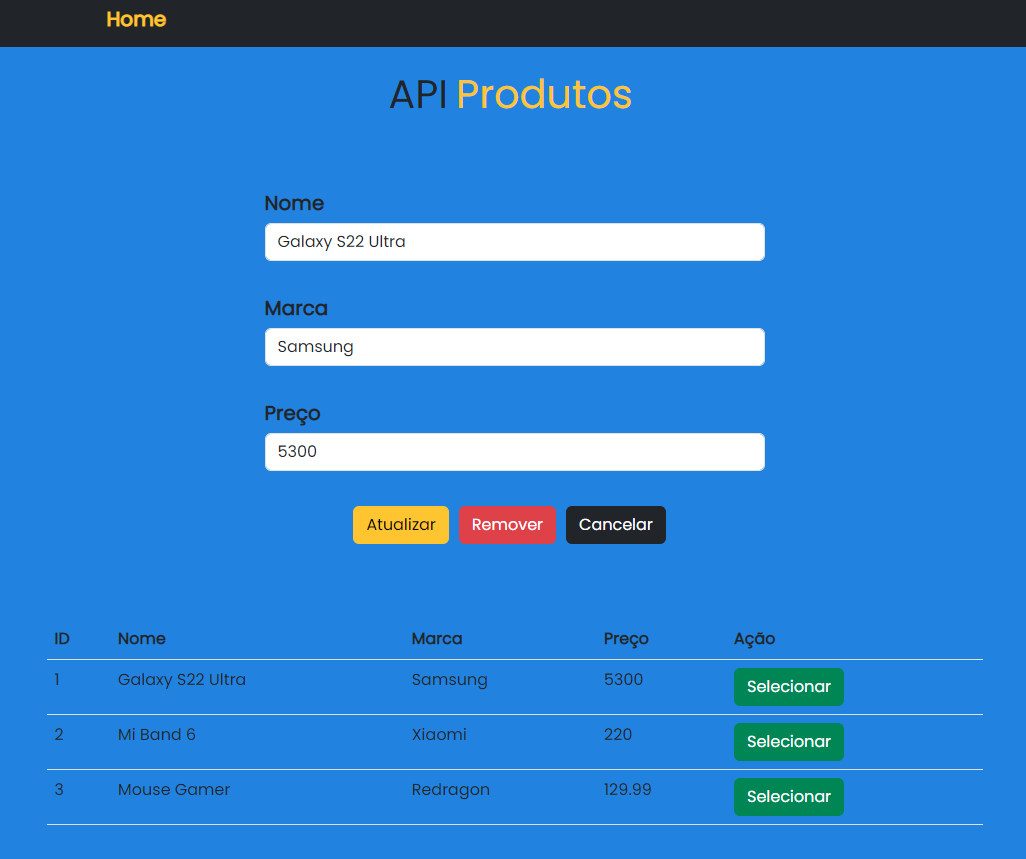 Home
API Produtos
Nome
Galaxy S22 Ultra
Marca
Samsung
Preço
5300
Atualizar Remover Cancelar
ID Nome Marca Preço Ação
1 Galaxy S22 Ultra Samsung 5300 Selecionar
2 Mi Band 6 Xiaomi 220 Selecionar
3 Mouse Gamer Redragon 129.99 Selecionar